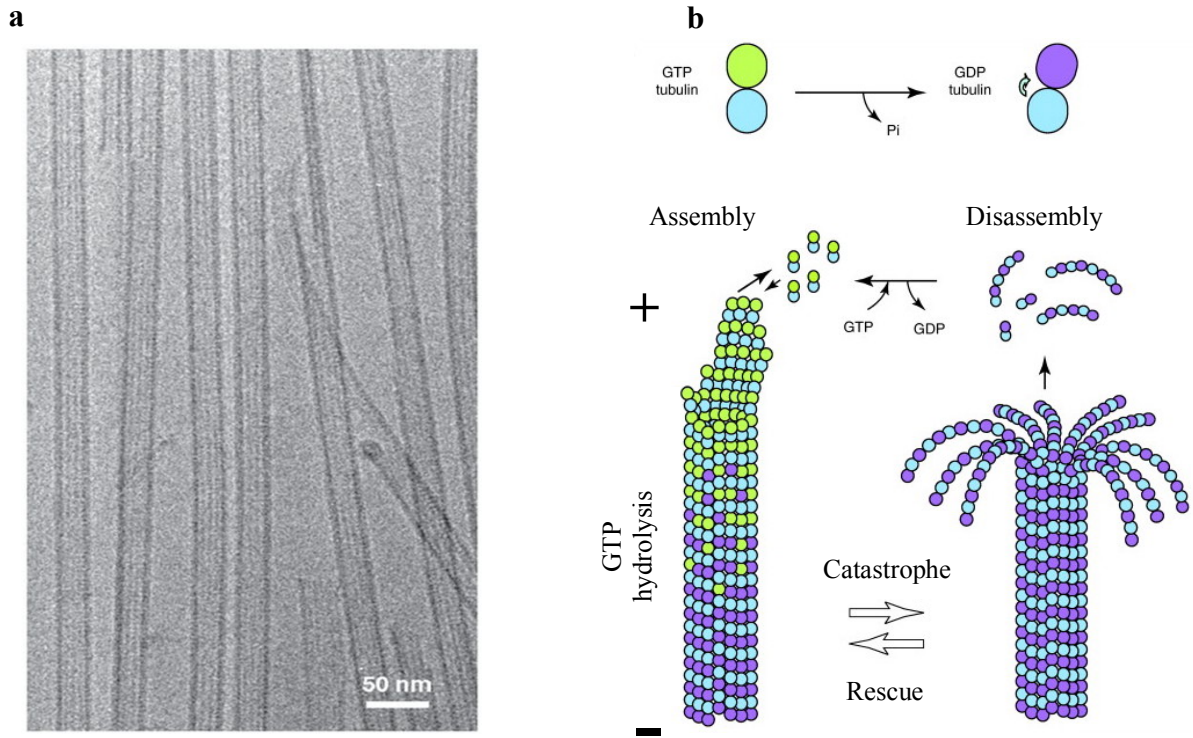 a
50 nm
b
GTP
tubulin
Pi
GDP
tubulin
Assembly
Disassembly
+
GTP
GDP
GTP
hydrolysis
Catastrophe
Rescue